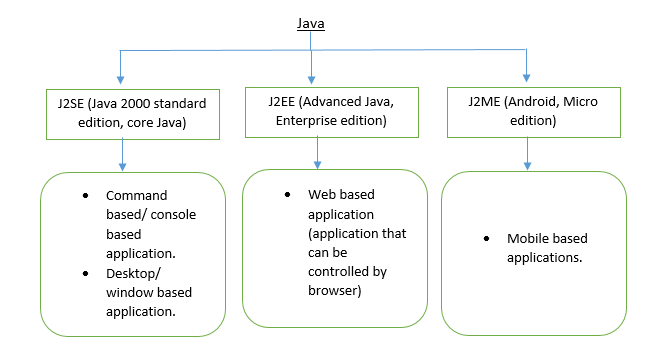 Java
J2SE (Java 2000 standard
edition, core Java)
J2EE (Advanced Java,
Enterprise edition)
J2ME (Android, Micro
edition)
• Command
based/ console
based
application.
• Desktop/
window based
application.
• Web based
application
(application that
can be
controlled by
browser)
• Mobile based
applications.